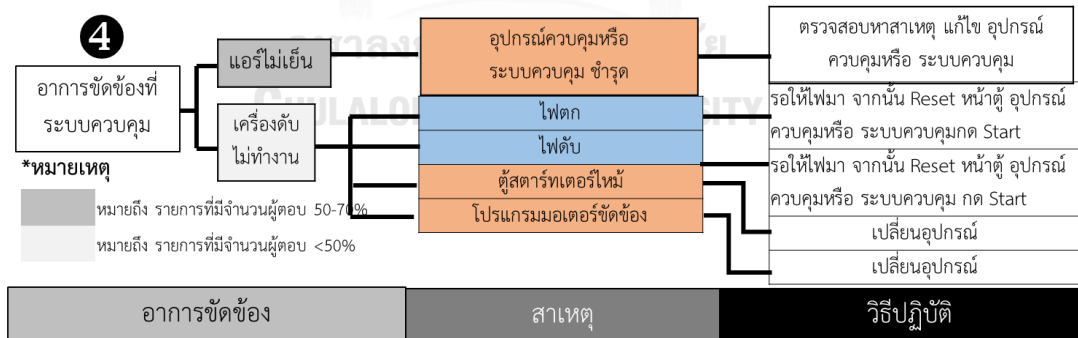 4
อาการขัดข้องที่
ระบบควบคุม
แอร์ไม่เย็น
เครื่องดับ
ไม่ทำงาน
อุปกรณ์ควบคุมหรือ
ระบบควบคุม ชำรุด
ไฟตก
ไฟดับ
ตู้สตาร์ทเตอร์ไหม้
โปรแกรมมอเตอร์ขัดข้อง
ตรวจสอบหาสาเหตุ แก้ไข อุปกรณ์
ควบคุมหรือ ระบบควบคุม
รอให้ไฟมา จากนั้น Reset หน้าตู้ อุปกรณ์
ควบคุมหรือ ระบบควบคุมกด Start
รอให้ไฟมา จากนั้น Reset หน้าตู้ อุปกรณ์
ควบคุมหรือ ระบบควบคุม กด Start
เปลี่ยนอุปกรณ์
เปลี่ยนอุปกรณ์
*หมายเหตุ
หมายถึง รายการที่มีจำนวนผู้ตอบ 50-70%
หมายถึง รายการที่มีจำนวนผู้ตอบ <50%
อาการขัดข้อง
สาเหตุ
วิธีปฏิบัติ